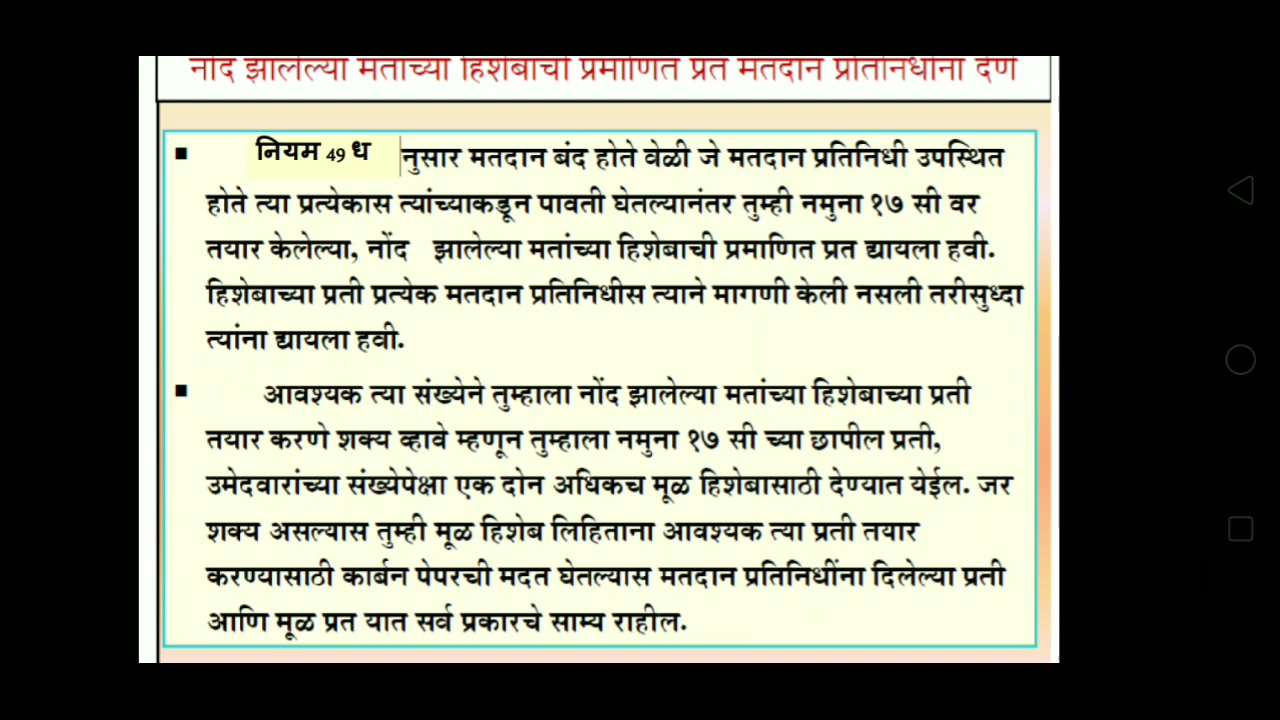 नोंद झालेल्या मतांच्या हिशेबाची प्रमाणित प्रत मतदान प्रतिनिधींना देणे
▪ नियम 49 ध नुसार मतदान बंद होते वेळी जे मतदान प्रतिनिधी उपस्थित
होते त्या प्रत्येकास त्यांच्याकडून पावती घेतल्यानंतर तुम्ही नमुना १७ सी वर
तयार केलेल्या, नोंद झालेल्या मतांच्या हिशेबाची प्रमाणित प्रत द्यायला हवी.
हिशेबाच्या प्रती प्रत्येक मतदान प्रतिनिधीस त्याने मागणी केली नसली तरीसुध्दा
त्यांना द्यायला हवी.
▪ आवश्यक त्या संख्येने तुम्हाला नोंद झालेल्या मतांच्या हिशेबाच्या प्रती
तयार करणे शक्य व्हावे म्हणून तुम्हाला नमुना १७ सी च्या छापील प्रती,
उमेदवारांच्या संख्येपेक्षा एक दोन अधिकच मूळ हिशेबासाठी देण्यात येईल. जर
शक्य असल्यास तुम्ही मूळ हिशेब लिहिताना आवश्यक त्या प्रती तयार
करण्यासाठी कार्बन पेपरची मदत घेतल्यास मतदान प्रतिनिधींना दिलेल्या प्रती
आणि मूळ प्रत यात सर्व प्रकारचे साम्य राहील.